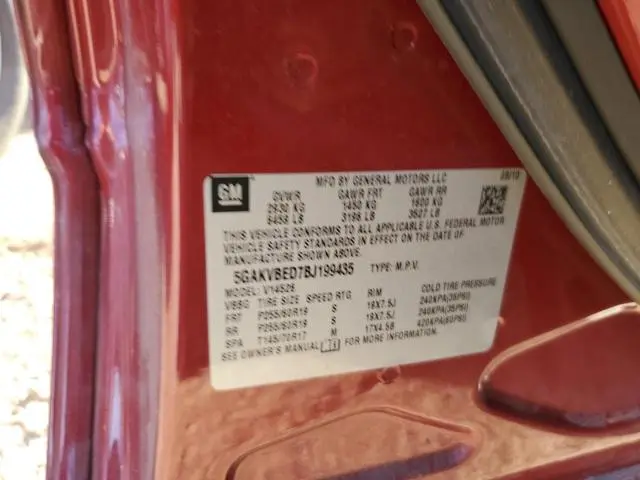 GM
MFD BY GENERAL MOTORS LLC 09/10
GVWR GAWR FRT GAWR RR
2930 KG 1450 KG 1600 KG
6459 LB 3196 LB 3527 LB
THIS VEHICLE CONFORMS TO ALL APPLICABLE U.S. FEDERAL MOTOR
VEHICLE SAFETY STANDARDS IN EFFECT ON THE DATE OF
MANUFACTURE SHOWN ABOVE.
5GAKVBED7BJ199435 TYPE: M.P.V.
MODEL: V14526
VBBG TIRE SIZE SPEED RTG RIM COLD TIRE PRESSURE
FRT P255/60R19 S 19X7.5J 240KPA(35PSI)
RR P255/60R19 S 19X7.5J 240KPA(35PSI)
SPA T145/70R17 M 17X4.5B 420KPA(60PSI)
SEE OWNER'S MANUAL FOR MORE INFORMATION.